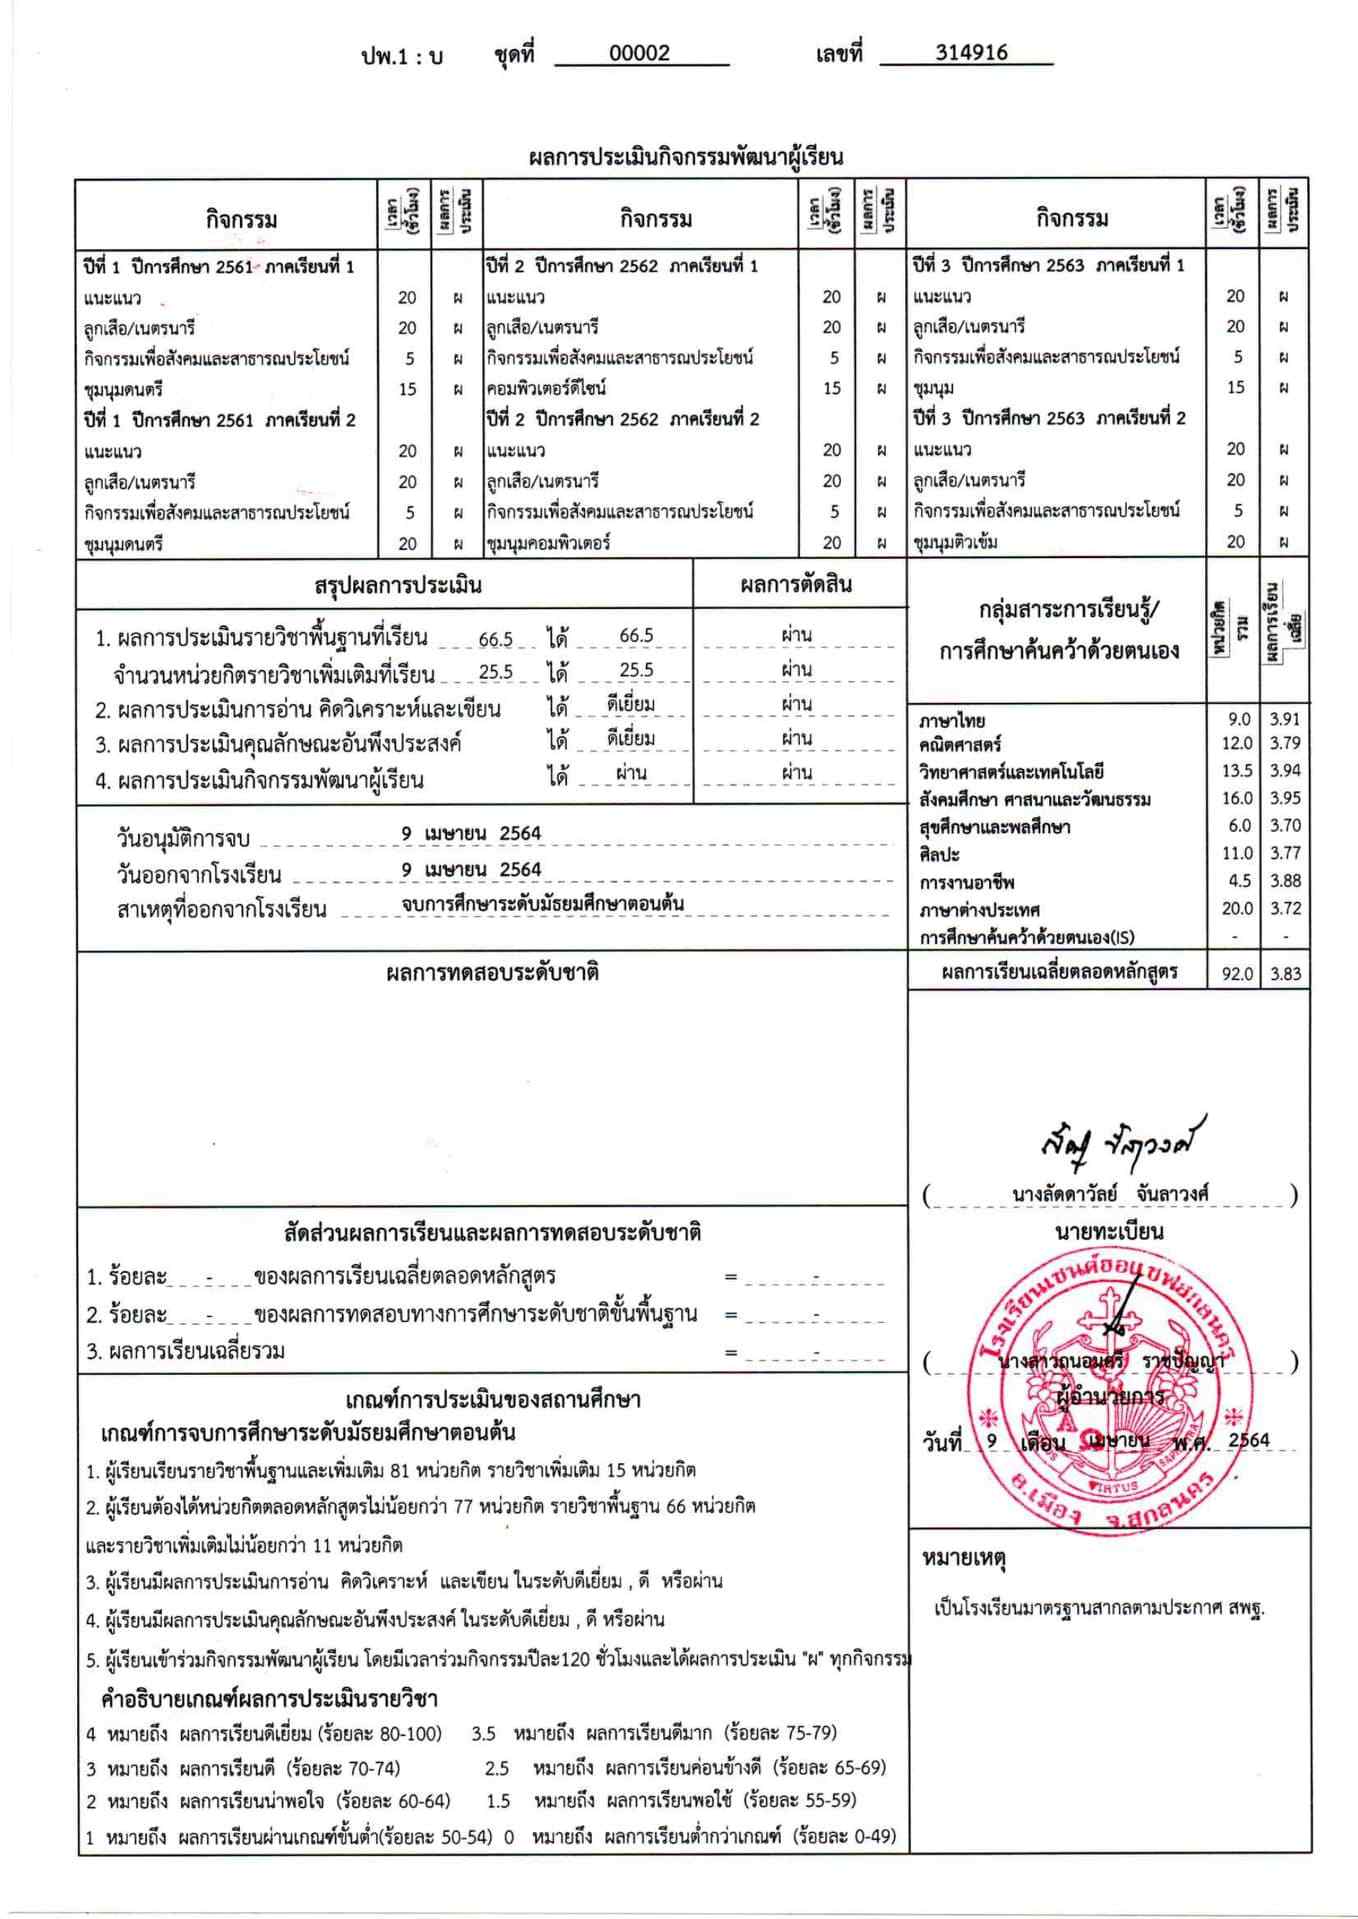 ปพ.1 : บ ชุดที่ 00002 เลขที่ 314916
ผลการประเมินกิจกรรมพัฒนาผู้เรียน
กิจกรรม เวลา (ชั่วโมง) ผลการประเมิน กิจกรรม เวลา (ชั่วโมง) ผลการประเมิน กิจกรรม เวลา (ชั่วโมง) ผลการประเมิน
ปีที่ 1 ปีการศึกษา 2561 ภาคเรียนที่ 1 ปีที่ 2 ปีการศึกษา 2562 ภาคเรียนที่ 1 ปีที่ 3 ปีการศึกษา 2563 ภาคเรียนที่ 1
แนะแนว 20 ผ แนะแนว 20 ผ แนะแนว 20 ผ
ลูกเสือ/เนตรนารี 20 ผ ลูกเสือ/เนตรนารี 20 ผ ลูกเสือ/เนตรนารี 20 ผ
กิจกรรมเพื่อสังคมและสาธารณประโยชน์ 5 ผ กิจกรรมเพื่อสังคมและสาธารณประโยชน์ 5 ผ กิจกรรมเพื่อสังคมและสาธารณประโยชน์ 5 ผ
ชุมนุมดนตรี 15 ผ คอมพิวเตอร์ดีไซน์ 15 ผ ชุมนุม 15 ผ
ปีที่ 1 ปีการศึกษา 2561 ภาคเรียนที่ 2 ปีที่ 2 ปีการศึกษา 2562 ภาคเรียนที่ 2 ปีที่ 3 ปีการศึกษา 2563 ภาคเรียนที่ 2
แนะแนว 20 ผ แนะแนว 20 ผ แนะแนว 20 ผ
ลูกเสือ/เนตรนารี 20 ผ ลูกเสือ/เนตรนารี 20 ผ ลูกเสือ/เนตรนารี 20 ผ
กิจกรรมเพื่อสังคมและสาธารณประโยชน์ 5 ผ กิจกรรมเพื่อสังคมและสาธารณประโยชน์ 5 ผ กิจกรรมเพื่อสังคมและสาธารณประโยชน์ 5 ผ
ชุมนุมดนตรี 20 ผ ชุมนุมคอมพิวเตอร์ 20 ผ ชุมนุมติวเข้ม 20 ผ
สรุปผลการประเมิน ผลการตัดสิน
1. ผลการประเมินรายวิชาพื้นฐานที่เรียน 66.5 ได้ 66.5 ผ่าน
จำนวนหน่วยกิตรายวิชาเพิ่มเติมที่เรียน 25.5 ได้ 25.5 ผ่าน
2. ผลการประเมินการอ่าน คิดวิเคราะห์และเขียน ได้ ดีเยี่ยม ผ่าน
3. ผลการประเมินคุณลักษณะอันพึงประสงค์ ได้ ดีเยี่ยม ผ่าน
4. ผลการประเมินกิจกรรมพัฒนาผู้เรียน ได้ ผ่าน ผ่าน
วันอนุมัติการจบ 9 เมษายน 2564
วันออกจากโรงเรียน 9 เมษายน 2564
สาเหตุที่ออกจากโรงเรียน จบการศึกษาระดับมัธยมศึกษาตอนต้น
กลุ่มสาระการเรียนรู้/ หน่วยกิตรวม ผลการเรียนเฉลี่ย
การศึกษาค้นคว้าด้วยตนเอง
ภาษาไทย 9.0 3.91
คณิตศาสตร์ 12.0 3.79
วิทยาศาสตร์และเทคโนโลยี 13.5 3.94
สังคมศึกษา ศาสนาและวัฒนธรรม 16.0 3.95
สุขศึกษาและพลศึกษา 6.0 3.70
ศิลปะ 11.0 3.77
การงานอาชีพ 4.5 3.88
ภาษาต่างประเทศ 20.0 3.72
การศึกษาค้นคว้าด้วยตนเอง(IS) - -
ผลการเรียนเฉลี่ยตลอดหลักสูตร 92.0 3.83
ผลการทดสอบระดับชาติ
สัดส่วนผลการเรียนและผลการทดสอบระดับชาติ
1. ร้อยละ - ของผลการเรียนเฉลี่ยตลอดหลักสูตร = -
2. ร้อยละ - ของผลการทดสอบทางการศึกษาระดับชาติขั้นพื้นฐาน = -
3. ผลการเรียนเฉลี่ยรวม = -
เกณฑ์การประเมินของสถานศึกษา
เกณฑ์การจบการศึกษาระดับมัธยมศึกษาตอนต้น
1. ผู้เรียนเรียนรายวิชาพื้นฐานและเพิ่มเติม 81 หน่วยกิต รายวิชาเพิ่มเติม 15 หน่วยกิต
2. ผู้เรียนต้องได้หน่วยกิตตลอดหลักสูตรไม่น้อยกว่า 77 หน่วยกิต รายวิชาพื้นฐาน 66 หน่วยกิต
และรายวิชาเพิ่มเติมไม่น้อยกว่า 11 หน่วยกิต
3. ผู้เรียนมีผลการประเมินการอ่าน คิดวิเคราะห์ และเขียน ในระดับดีเยี่ยม , ดี หรือผ่าน
4. ผู้เรียนมีผลการประเมินคุณลักษณะอันพึงประสงค์ ในระดับดีเยี่ยม , ดี หรือผ่าน
5. ผู้เรียนเข้าร่วมกิจกรรมพัฒนาผู้เรียน โดยมีเวลาร่วมกิจกรรมปีละ120 ชั่วโมงและได้ผลการประเมิน "ผ" ทุกกิจกรรม
คำอธิบายเกณฑ์ผลการประเมินรายวิชา
4 หมายถึง ผลการเรียนดีเยี่ยม (ร้อยละ 80-100) 3.5 หมายถึง ผลการเรียนดีมาก (ร้อยละ 75-79)
3 หมายถึง ผลการเรียนดี (ร้อยละ 70-74) 2.5 หมายถึง ผลการเรียนค่อนข้างดี (ร้อยละ 65-69)
2 หมายถึง ผลการเรียนน่าพอใจ (ร้อยละ 60-64) 1.5 หมายถึง ผลการเรียนพอใช้ (ร้อยละ 55-59)
1 หมายถึง ผลการเรียนผ่านเกณฑ์ขั้นต่ำ(ร้อยละ 50-54) 0 หมายถึง ผลการเรียนต่ำกว่าเกณฑ์ (ร้อยละ 0-49)
( นางลัดดาวัลย์ จันลาวงศ์ )
นายทะเบียน
โรงเรียนเซนต์ยอแซฟสกลนคร
( นางสาวถนอมศรี ราชปัญญา )
ผู้อำนวยการ
วันที่ 9 เดือน เมษายน พ.ศ. 2564
VIRTUS
อ.เมือง จ.สกลนคร
หมายเหตุ
เป็นโรงเรียนมาตรฐานสากลตามประกาศ สพฐ.